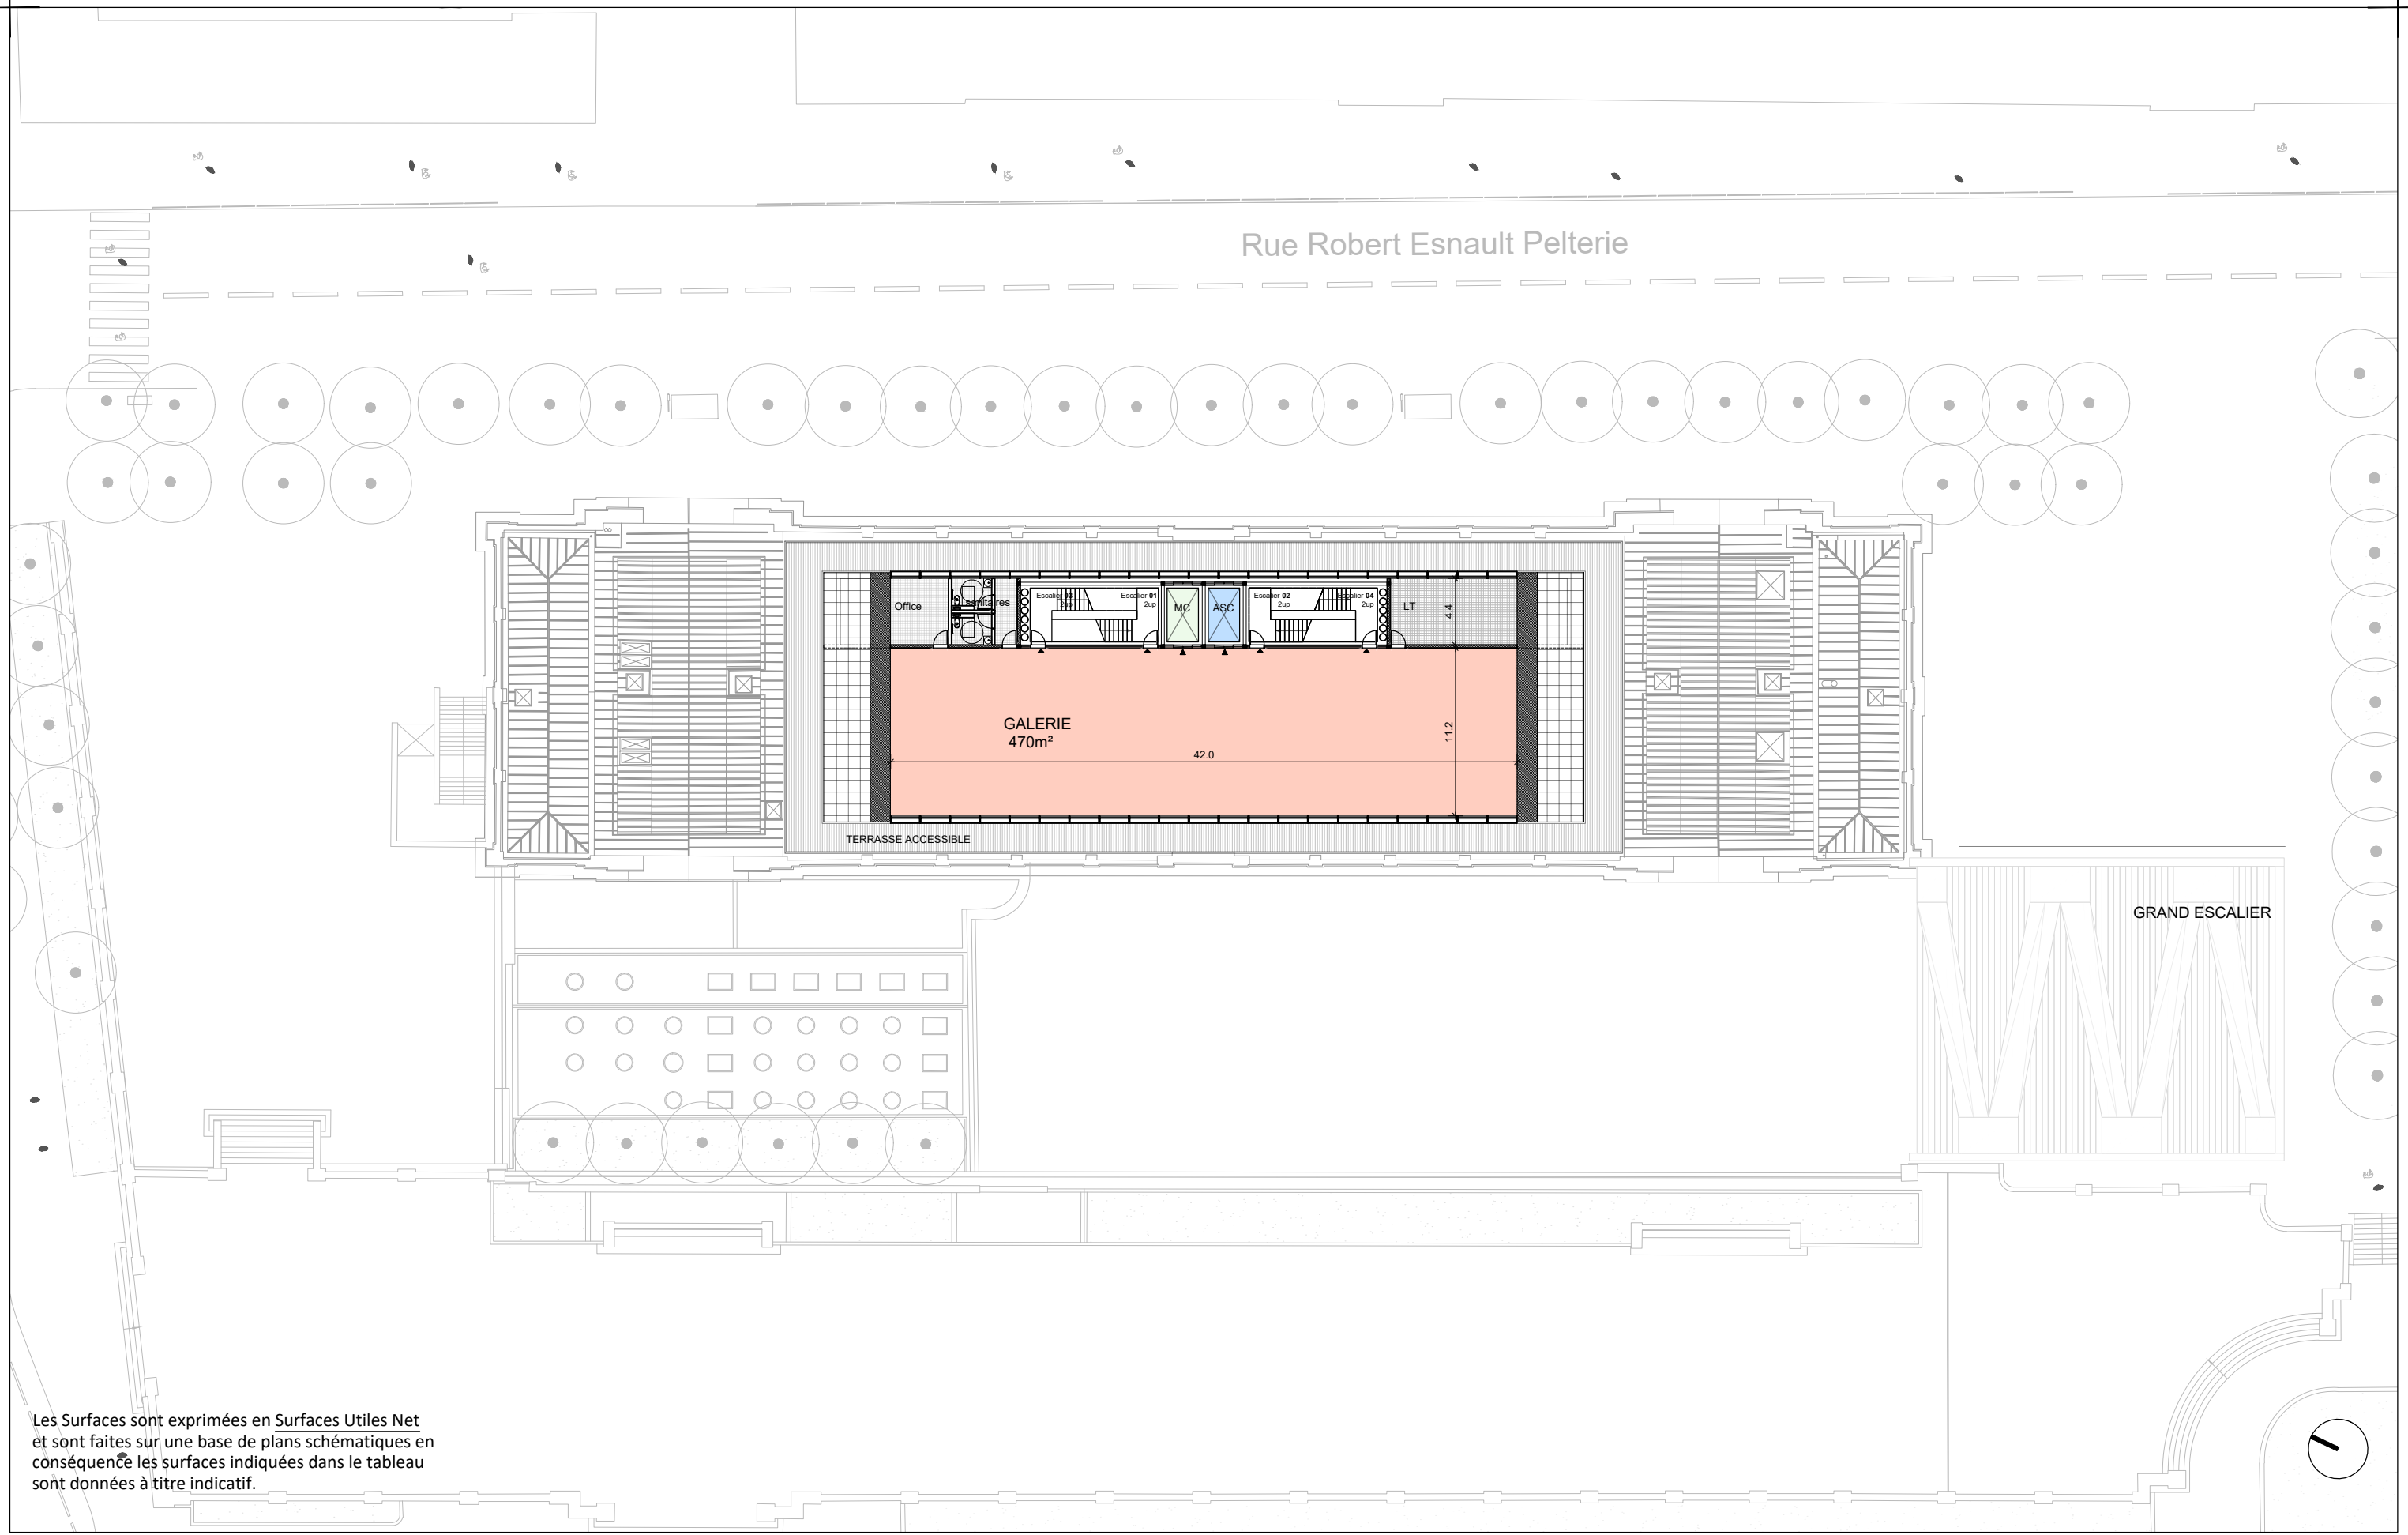 Rue Robert Esnault Pelterie
Office
sanitaires
Escalier 03
2up
Escalier 01
2up
MC
ASC
Escalier 02
2up
Escalier 04
2up
LT
4.4
GALERIE
470m²
11.2
42.0
TERRASSE ACCESSIBLE
GRAND ESCALIER
Les Surfaces sont exprimées en Surfaces Utiles Net
et sont faites sur une base de plans schématiques en
conséquence les surfaces indiquées dans le tableau
sont données à titre indicatif.